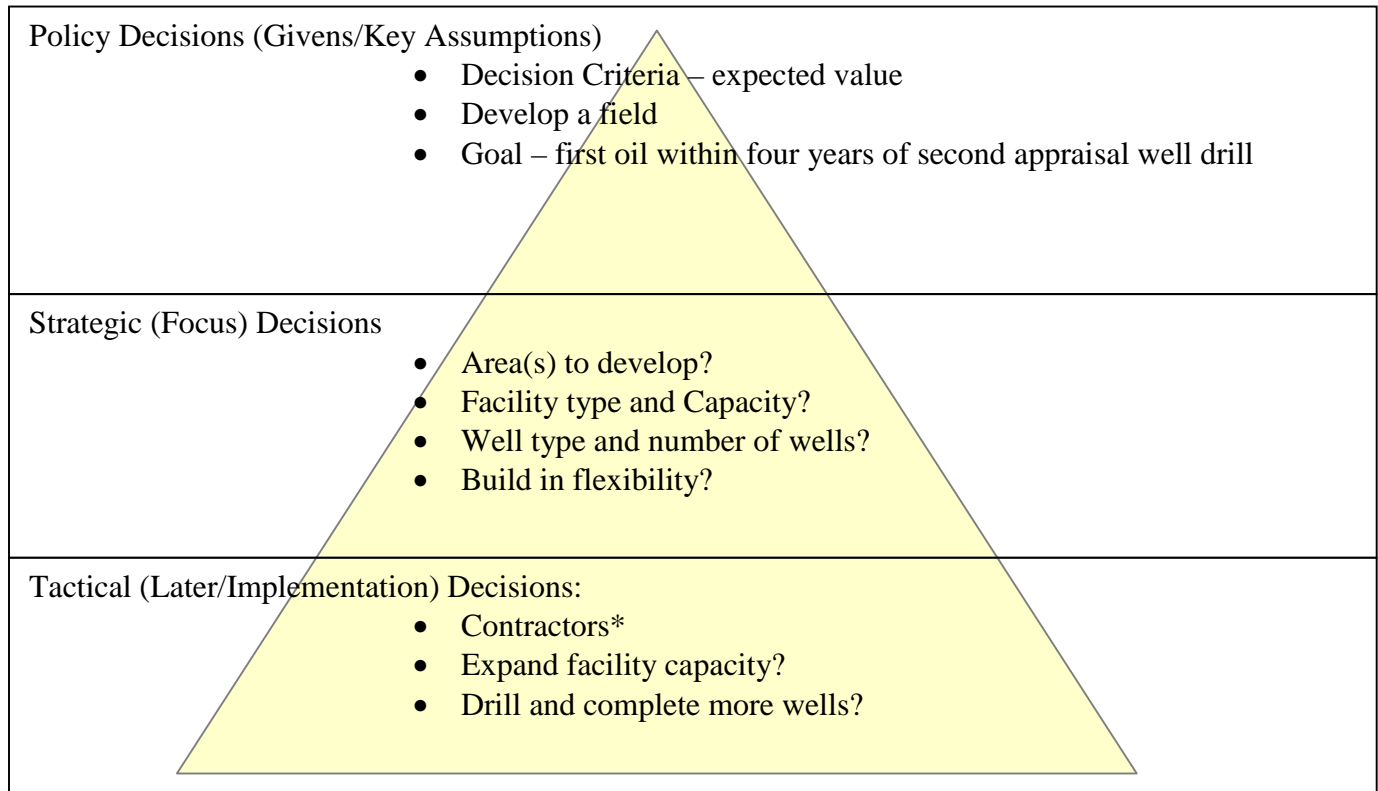 Policy Decisions (Givens/Key Assumptions)
• Decision Criteria – expected value
• Develop a field
• Goal – first oil within four years of second appraisal well drill
Strategic (Focus) Decisions
• Area(s) to develop?
• Facility type and Capacity?
• Well type and number of wells?
• Build in flexibility?
Tactical (Later/Implementation) Decisions:
• Contractors*
• Expand facility capacity?
• Drill and complete more wells?